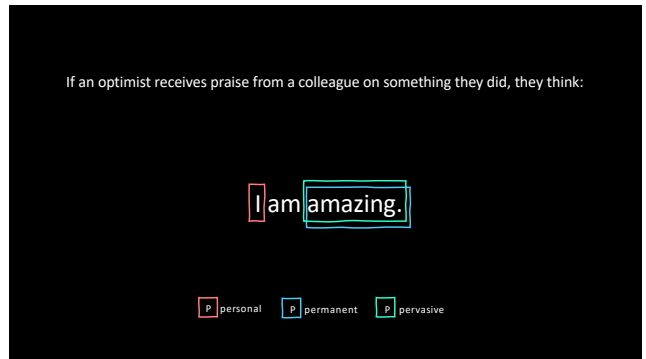 If an optimist receives praise from a colleague on something they did, they think:
I am amazing.
P personal P permanent P pervasive